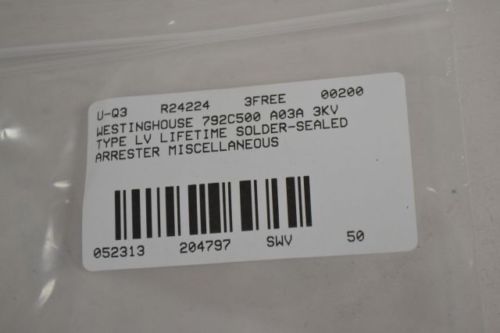 U-Q3 R24224 3FREE 00200
WESTINGHOUSE 792C500 A03A 3KV
TYPE LV LIFETIME SOLDER-SEALED
ARRESTER MISCELLANEOUS
052313 204797 SWV 50